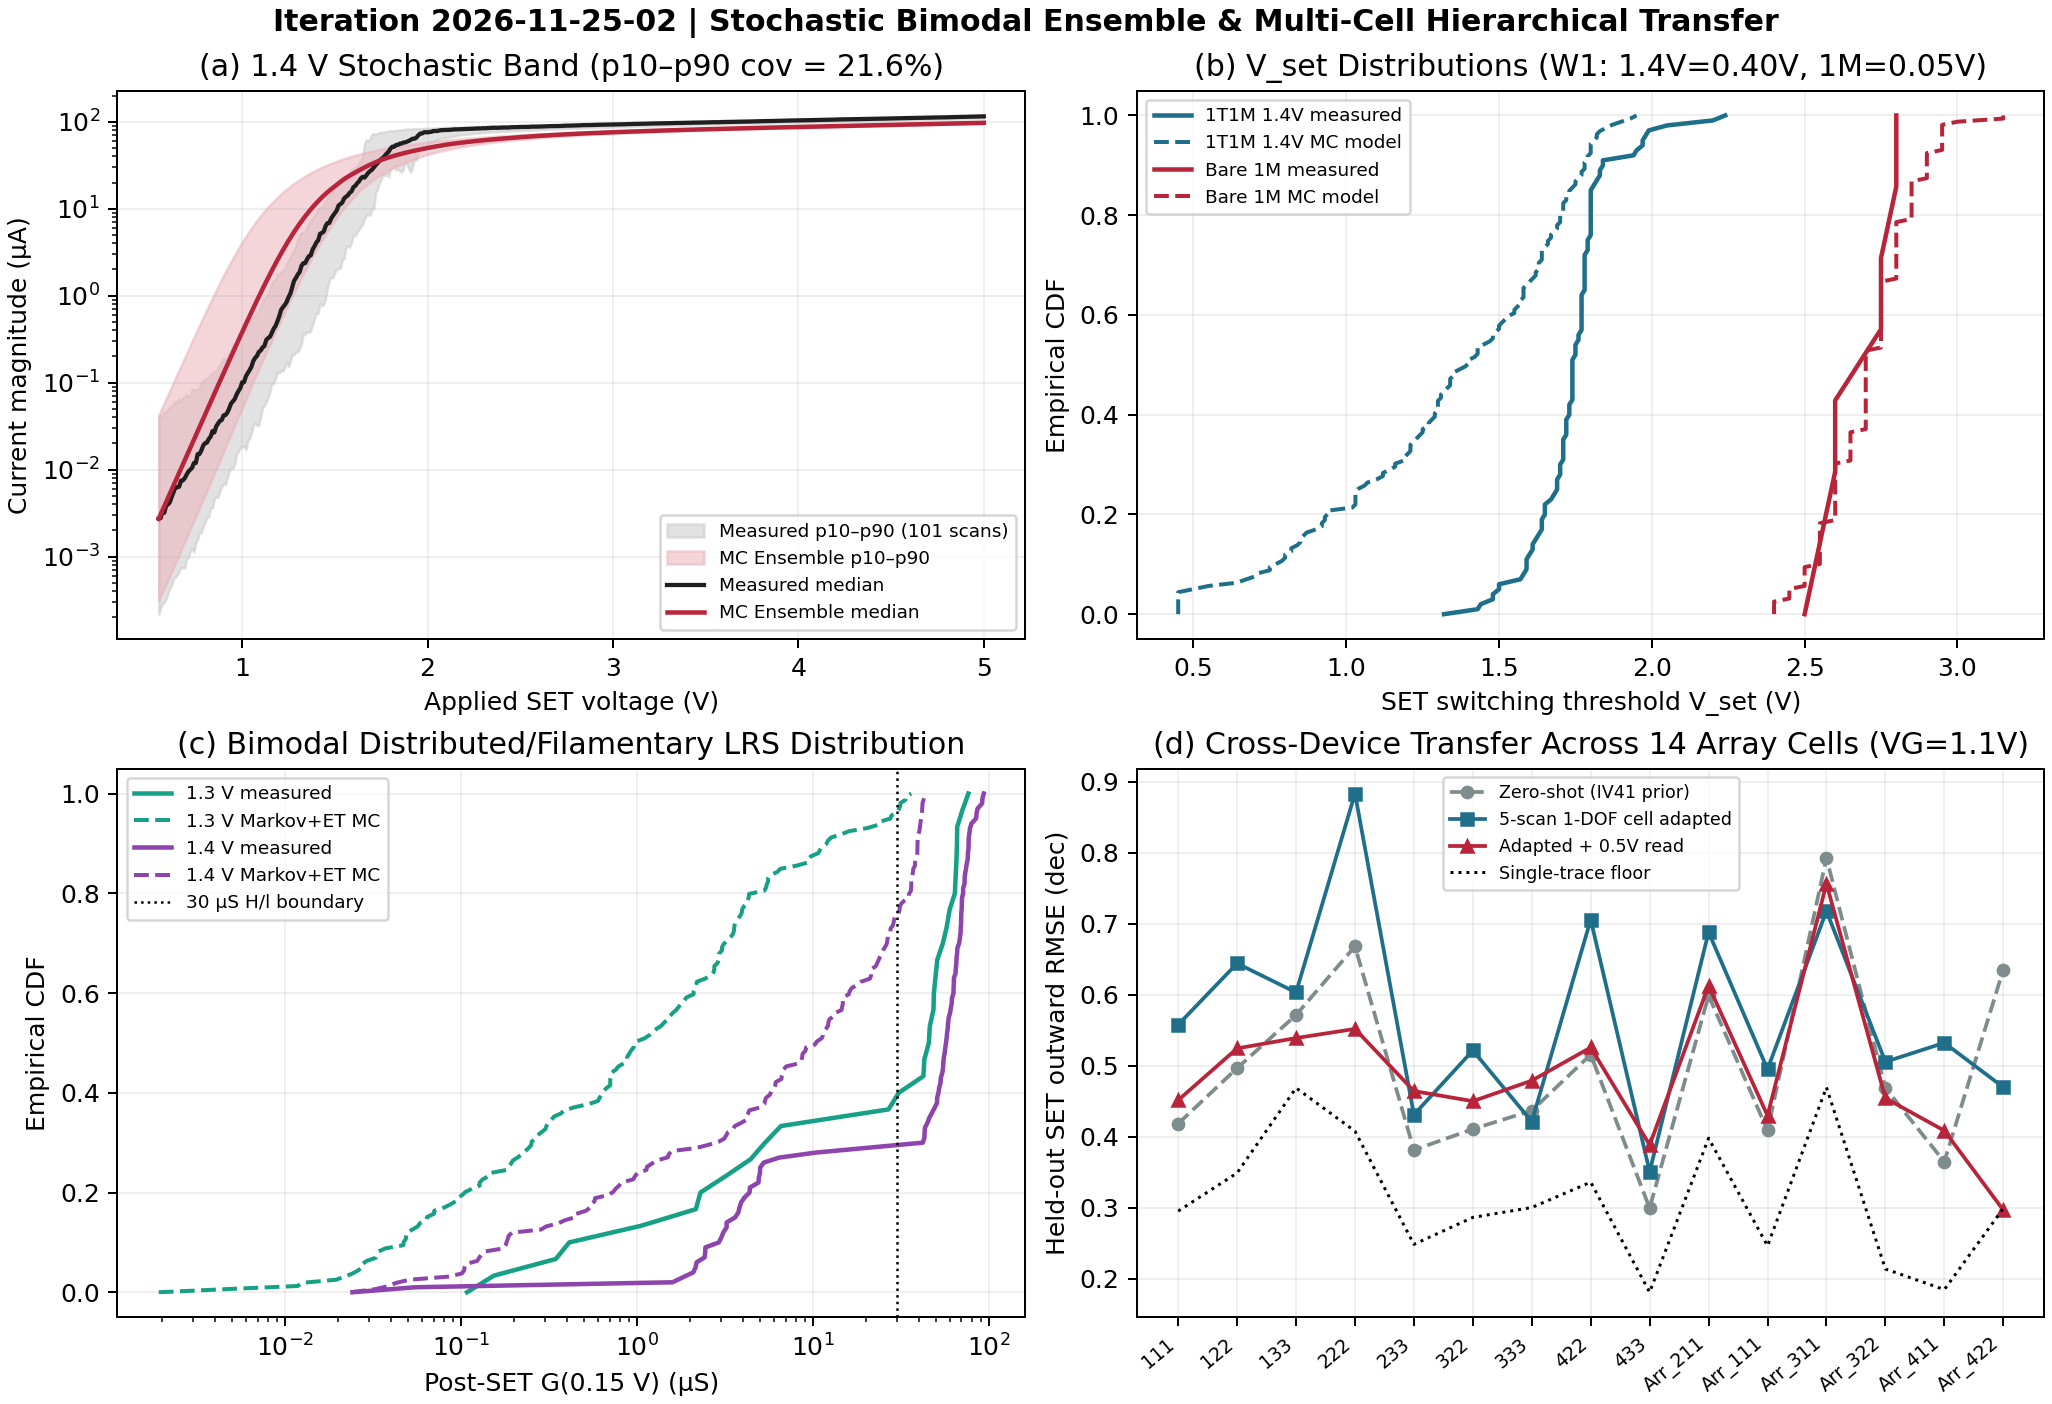 Iteration 2026-11-25-02 | Stochastic Bimodal Ensemble & Multi-Cell Hierarchical Transfer
(a) 1.4 V Stochastic Band (p10–p90 cov = 21.6%)
Current magnitude (µA)
10²
10¹
10⁰
10⁻¹
10⁻²
10⁻³
Measured p10–p90 (101 scans)
MC Ensemble p10–p90
Measured median
MC Ensemble median
1 2 3 4 5
Applied SET voltage (V)
(b) V_set Distributions (W1: 1.4V=0.40V, 1M=0.05V)
Empirical CDF
1.0
0.8
0.6
0.4
0.2
0.0
1T1M 1.4V measured
1T1M 1.4V MC model
Bare 1M measured
Bare 1M MC model
0.5 1.0 1.5 2.0 2.5 3.0
SET switching threshold V_set (V)
(c) Bimodal Distributed/Filamentary LRS Distribution
Empirical CDF
1.0
0.8
0.6
0.4
0.2
0.0
1.3 V measured
1.3 V Markov+ET MC
1.4 V measured
1.4 V Markov+ET MC
30 µS H/l boundary
10⁻² 10⁻¹ 10⁰ 10¹ 10²
Post-SET G(0.15 V) (µS)
(d) Cross-Device Transfer Across 14 Array Cells (VG=1.1V)
Held-out SET outward RMSE (dec)
0.9
0.8
0.7
0.6
0.5
0.4
0.3
0.2
Zero-shot (IV41 prior)
5-scan 1-DOF cell adapted
Adapted + 0.5V read
Single-trace floor
111 122 133 222 233 322 333 422 433 Arr_211 Arr_111 Arr_311 Arr_322 Arr_411 Arr_422